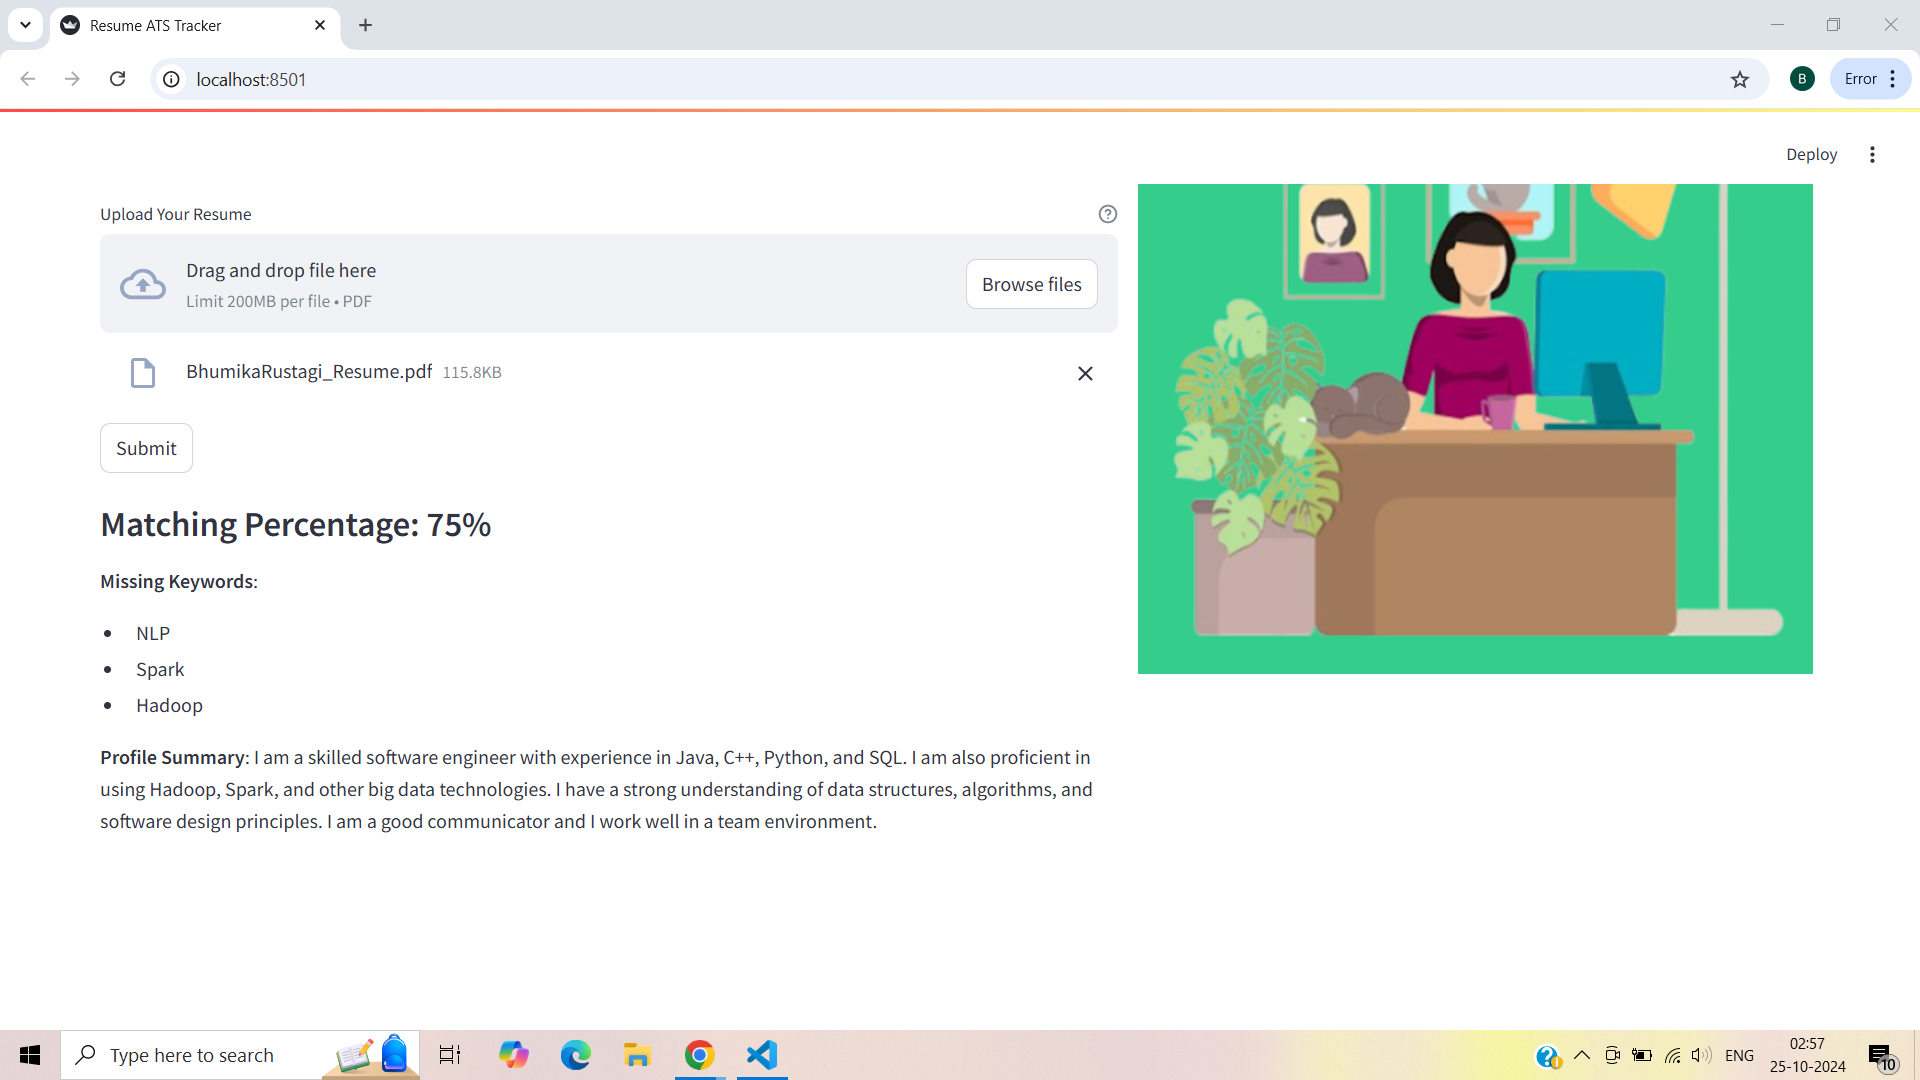 Resume ATS Tracker
localhost:8501
B
Error
Deploy
Upload Your Resume
Drag and drop file here
Limit 200MB per file • PDF
Browse files
BhumikaRustagi_Resume.pdf 115.8KB
Submit
Matching Percentage: 75%
Missing Keywords:
• NLP
• Spark
• Hadoop
Profile Summary: I am a skilled software engineer with experience in Java, C++, Python, and SQL. I am also proficient in
using Hadoop, Spark, and other big data technologies. I have a strong understanding of data structures, algorithms, and
software design principles. I am a good communicator and I work well in a team environment.
Type here to search
ENG
02:57
25-10-2024
10